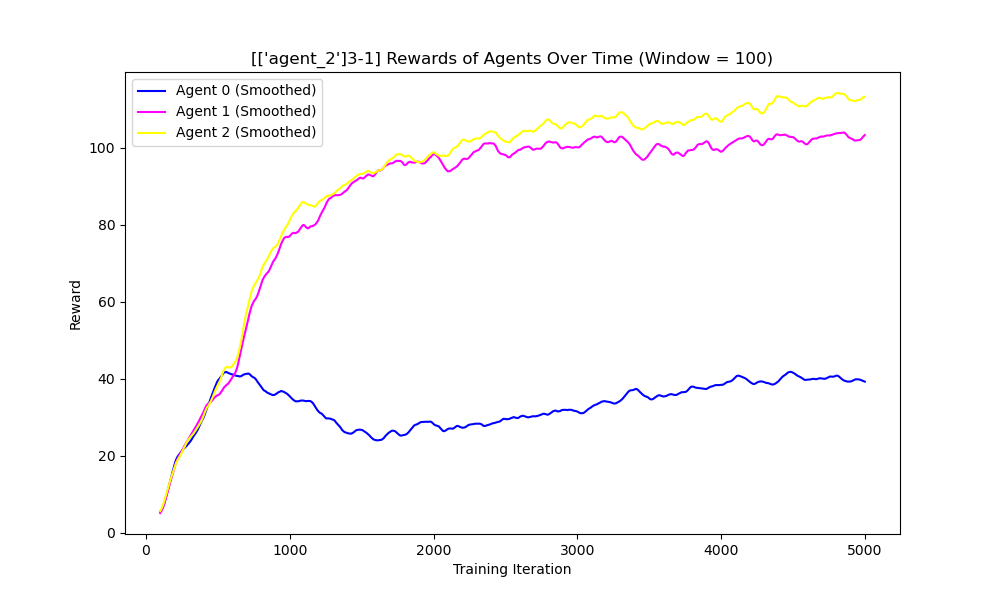 [['agent_2']3-1] Rewards of Agents Over Time (Window = 100)
Agent 0 (Smoothed)
Agent 1 (Smoothed)
Agent 2 (Smoothed)
100
80
60
40
20
0
Reward
0 1000 2000 3000 4000 5000
Training Iteration